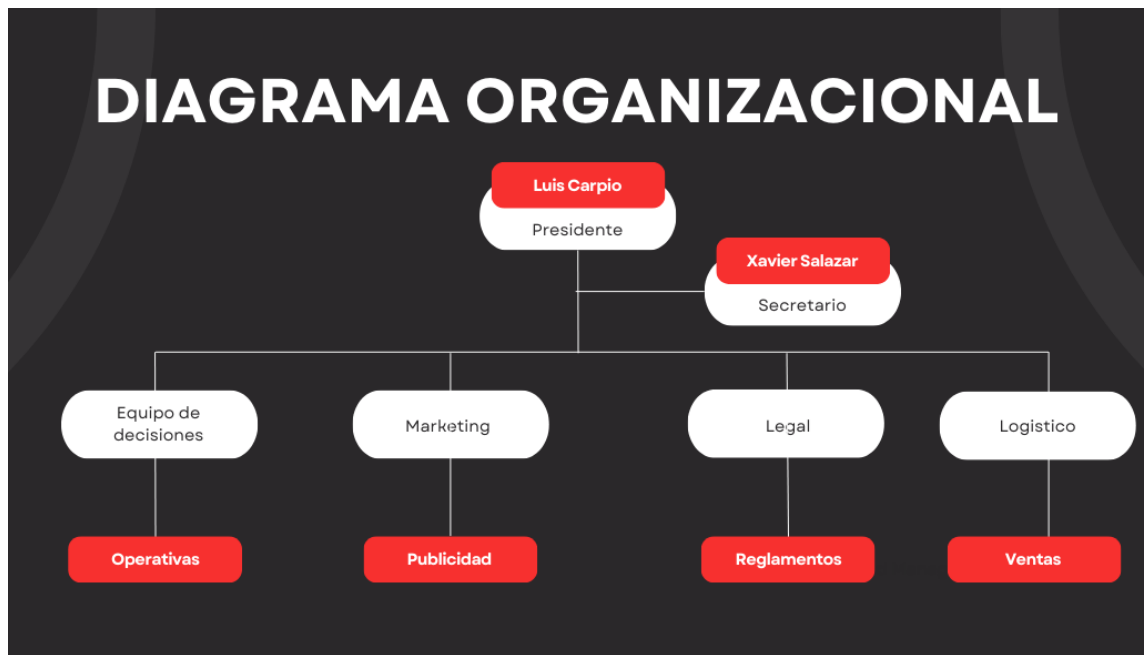 DIAGRAMA ORGANIZACIONAL
Luis Carpio
Presidente
Xavier Salazar
Secretario
Equipo de
decisiones
Marketing
Legal
Logistico
Operativas
Publicidad
Reglamentos
Ventas